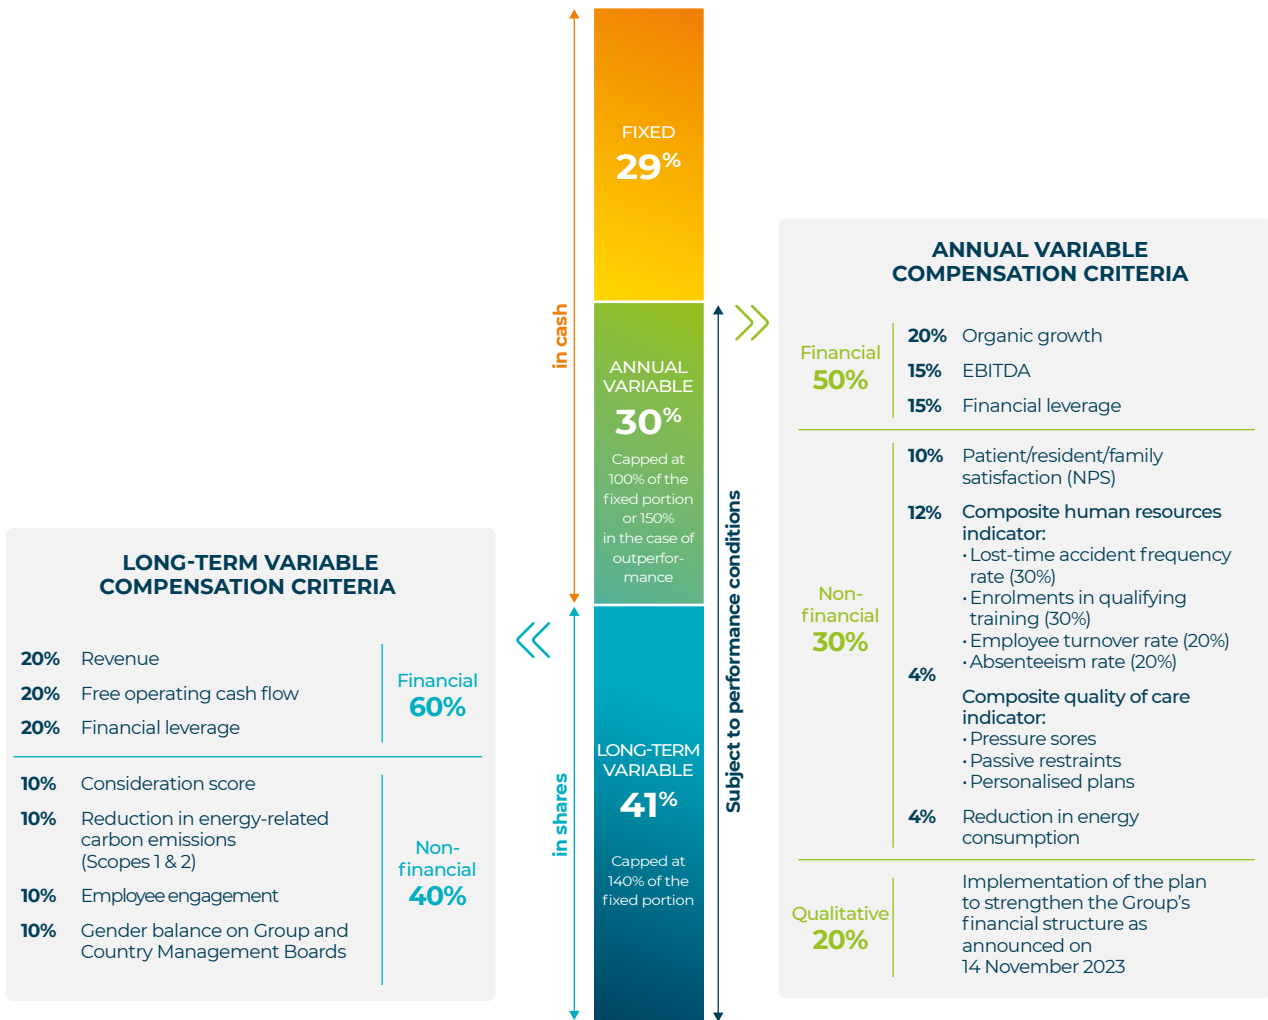 FIXED
29%
in cash
ANNUAL
VARIABLE
30%
Capped at
100% of the
fixed portion
or 150%
in the case of
outperfor-
mance
Subject to performance conditions
LONG-TERM
VARIABLE
41%
Capped at
140% of the
fixed portion
in shares
ANNUAL VARIABLE
COMPENSATION CRITERIA
Financial
50%
20% Organic growth
15% EBITDA
15% Financial leverage
Non-
financial
30%
10% Patient/resident/family
satisfaction (NPS)
12% Composite human resources
indicator:
· Lost-time accident frequency
rate (30%)
· Enrolments in qualifying
training (30%)
· Employee turnover rate (20%)
· Absenteeism rate (20%)
4%
Composite quality of care
indicator:
· Pressure sores
· Passive restraints
· Personalised plans
4% Reduction in energy
consumption
Qualitative
20%
Implementation of the plan
to strengthen the Group's
financial structure as
announced on
14 November 2023
LONG-TERM VARIABLE
COMPENSATION CRITERIA
20% Revenue
20% Free operating cash flow
20% Financial leverage
Financial
60%
10% Consideration score
10% Reduction in energy-related
carbon emissions
(Scopes 1 & 2)
10% Employee engagement
10% Gender balance on Group and
Country Management Boards
Non-
financial
40%